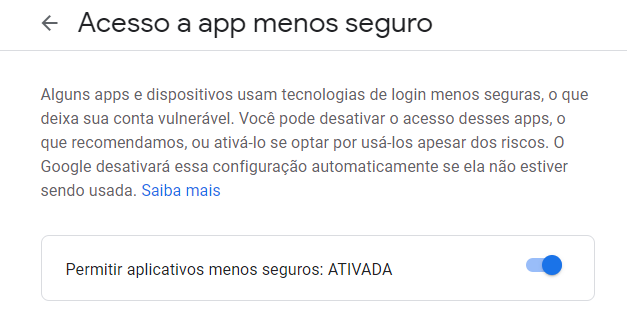 Acesso a app menos seguro
Alguns apps e dispositivos usam tecnologias de login menos seguras, o que
deixa sua conta vulnerável. Você pode desativar o acesso desses apps, o
que recomendamos, ou ativá-lo se optar por usá-los apesar dos riscos. O
Google desativará essa configuração automaticamente se ela não estiver
sendo usada. Saiba mais
Permitir aplicativos menos seguros: ATIVADA